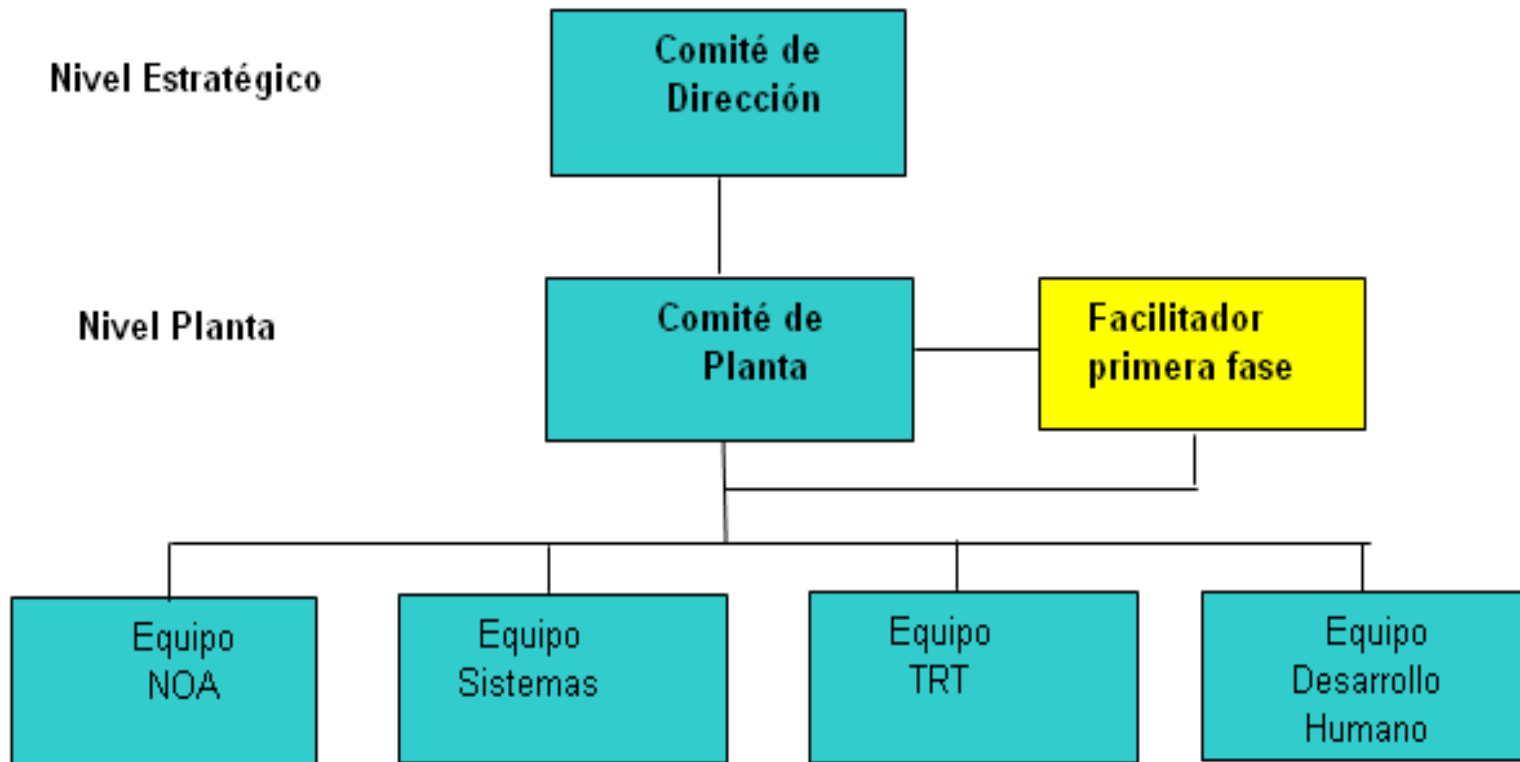 Nivel Estratégico
Comité de
Dirección
Nivel Planta
Comité de
Planta
Facilitador
primera fase
Equipo
NOA
Equipo
Sistemas
Equipo
TRT
Equipo
Desarrollo
Humano